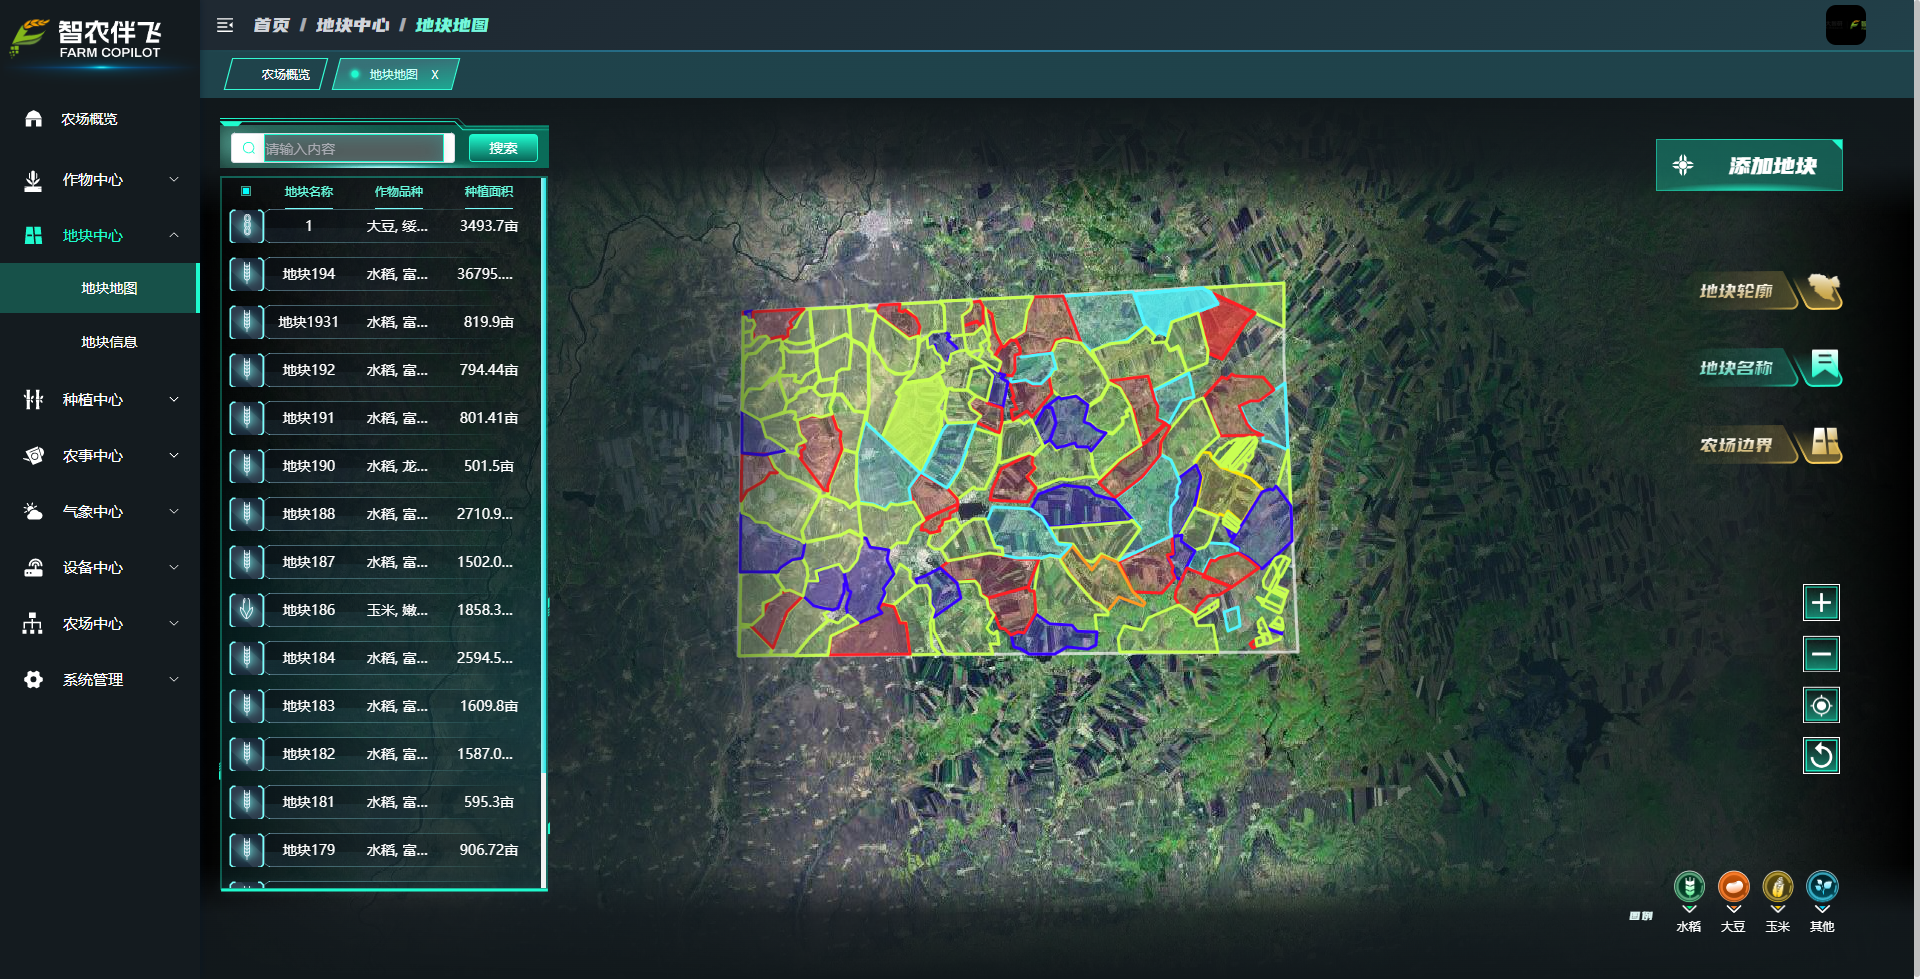 智农伴飞
FARM COPILOT
首页 / 地块中心 / 地块地图
农场概览
地块地图 X
农场概览
作物中心
地块中心
地块地图
地块信息
种植中心
农事中心
气象中心
设备中心
农场中心
系统管理
请输入内容
搜索
地块名称 作物品种 种植面积
1 大豆, 绥... 3493.7亩
地块194 水稻, 富... 36795....
地块1931 水稻, 富... 819.9亩
地块192 水稻, 富... 794.44亩
地块191 水稻, 富... 801.41亩
地块190 水稻, 龙... 501.5亩
地块188 水稻, 富... 2710.9...
地块187 水稻, 富... 1502.0...
地块186 玉米, 嫩... 1858.3...
地块184 水稻, 富... 2594.5...
地块183 水稻, 富... 1609.8亩
地块182 水稻, 富... 1587.0...
地块181 水稻, 富... 595.3亩
地块179 水稻, 富... 906.72亩
添加地块
地块轮廓
地块名称
农场边界
图例
水稻 大豆 玉米 其他